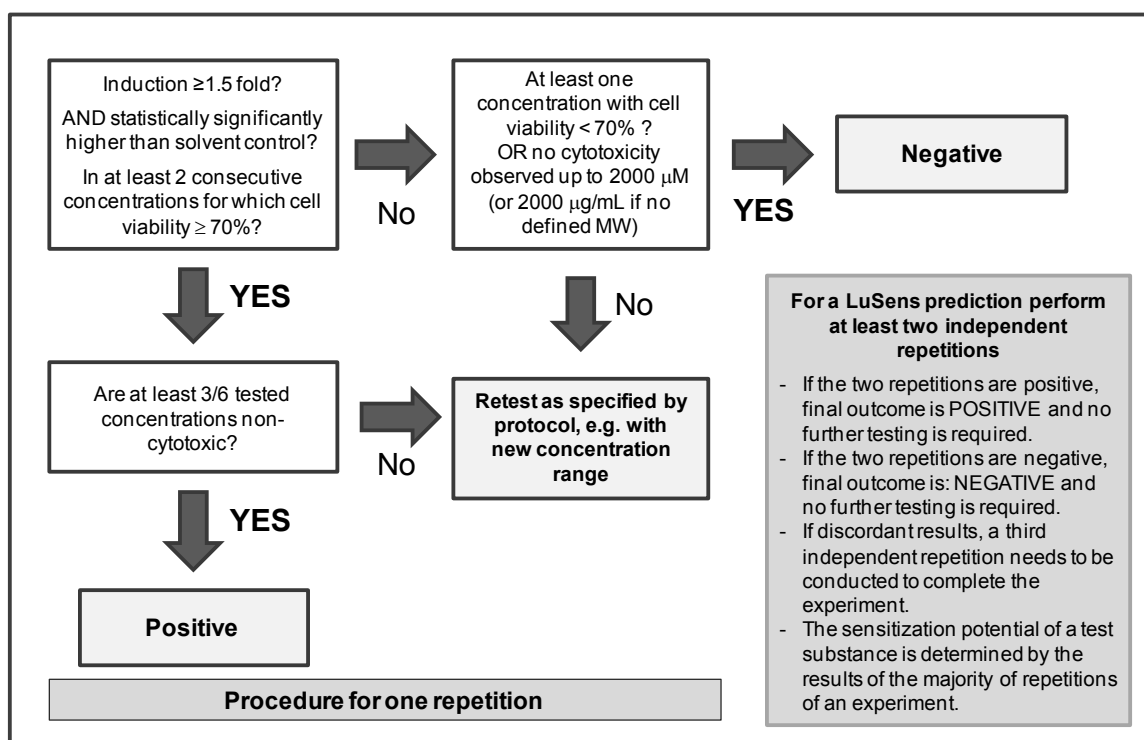 Induction ≥1.5 fold?
AND statistically significantly
higher than solvent control?
In at least 2 consecutive
concentrations for which cell
viability ≥ 70%?
No
At least one
concentration with cell
viability < 70% ?
OR no cytotoxicity
observed up to 2000 µM
(or 2000 µg/mL if no
defined MW)
YES
Negative
YES
No
Are at least 3/6 tested
concentrations non-
cytotoxic?
No
Retest as specified by
protocol, e.g. with
new concentration
range
YES
Positive
Procedure for one repetition
For a LuSens prediction perform
at least two independent
repetitions
- If the two repetitions are positive,
final outcome is POSITIVE and no
further testing is required.
- If the two repetitions are negative,
final outcome is: NEGATIVE and
no further testing is required.
- If discordant results, a third
independent repetition needs to be
conducted to complete the
experiment.
- The sensitization potential of a test
substance is determined by the
results of the majority of repetitions
of an experiment.